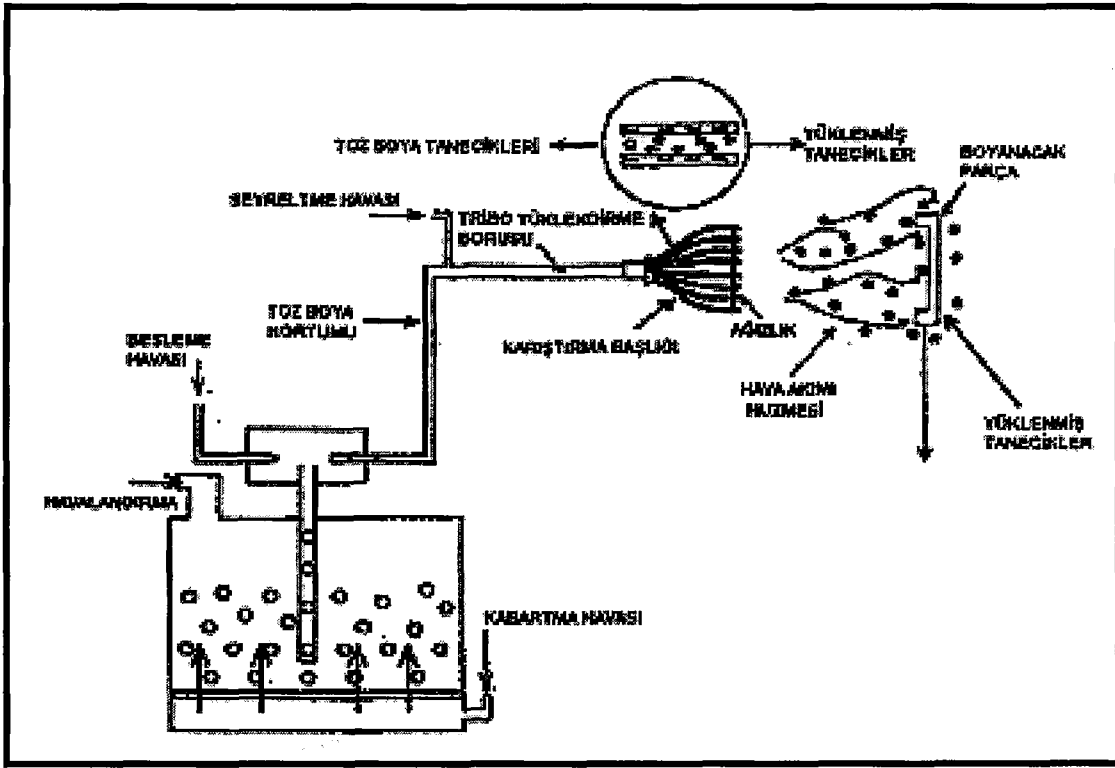 TOZ BOYA TANECİKLERİ
YÜKLENMİŞ
TANECİKLER
BOYANACAK
PARÇA
SEYRELTME HAVASI
TRİBO YÜKLENDİRME
BORUSU
TOZ BOYA
HORTUMU
BESLEME
HAVASI
KARIŞTIRMA BAŞLIĞI
AĞIZLIK
HAVA AKIMI
HUZMESİ
YÜKLENMİŞ
TANECİKLER
HAVALANDIRMA
KABARTMA HAVASI